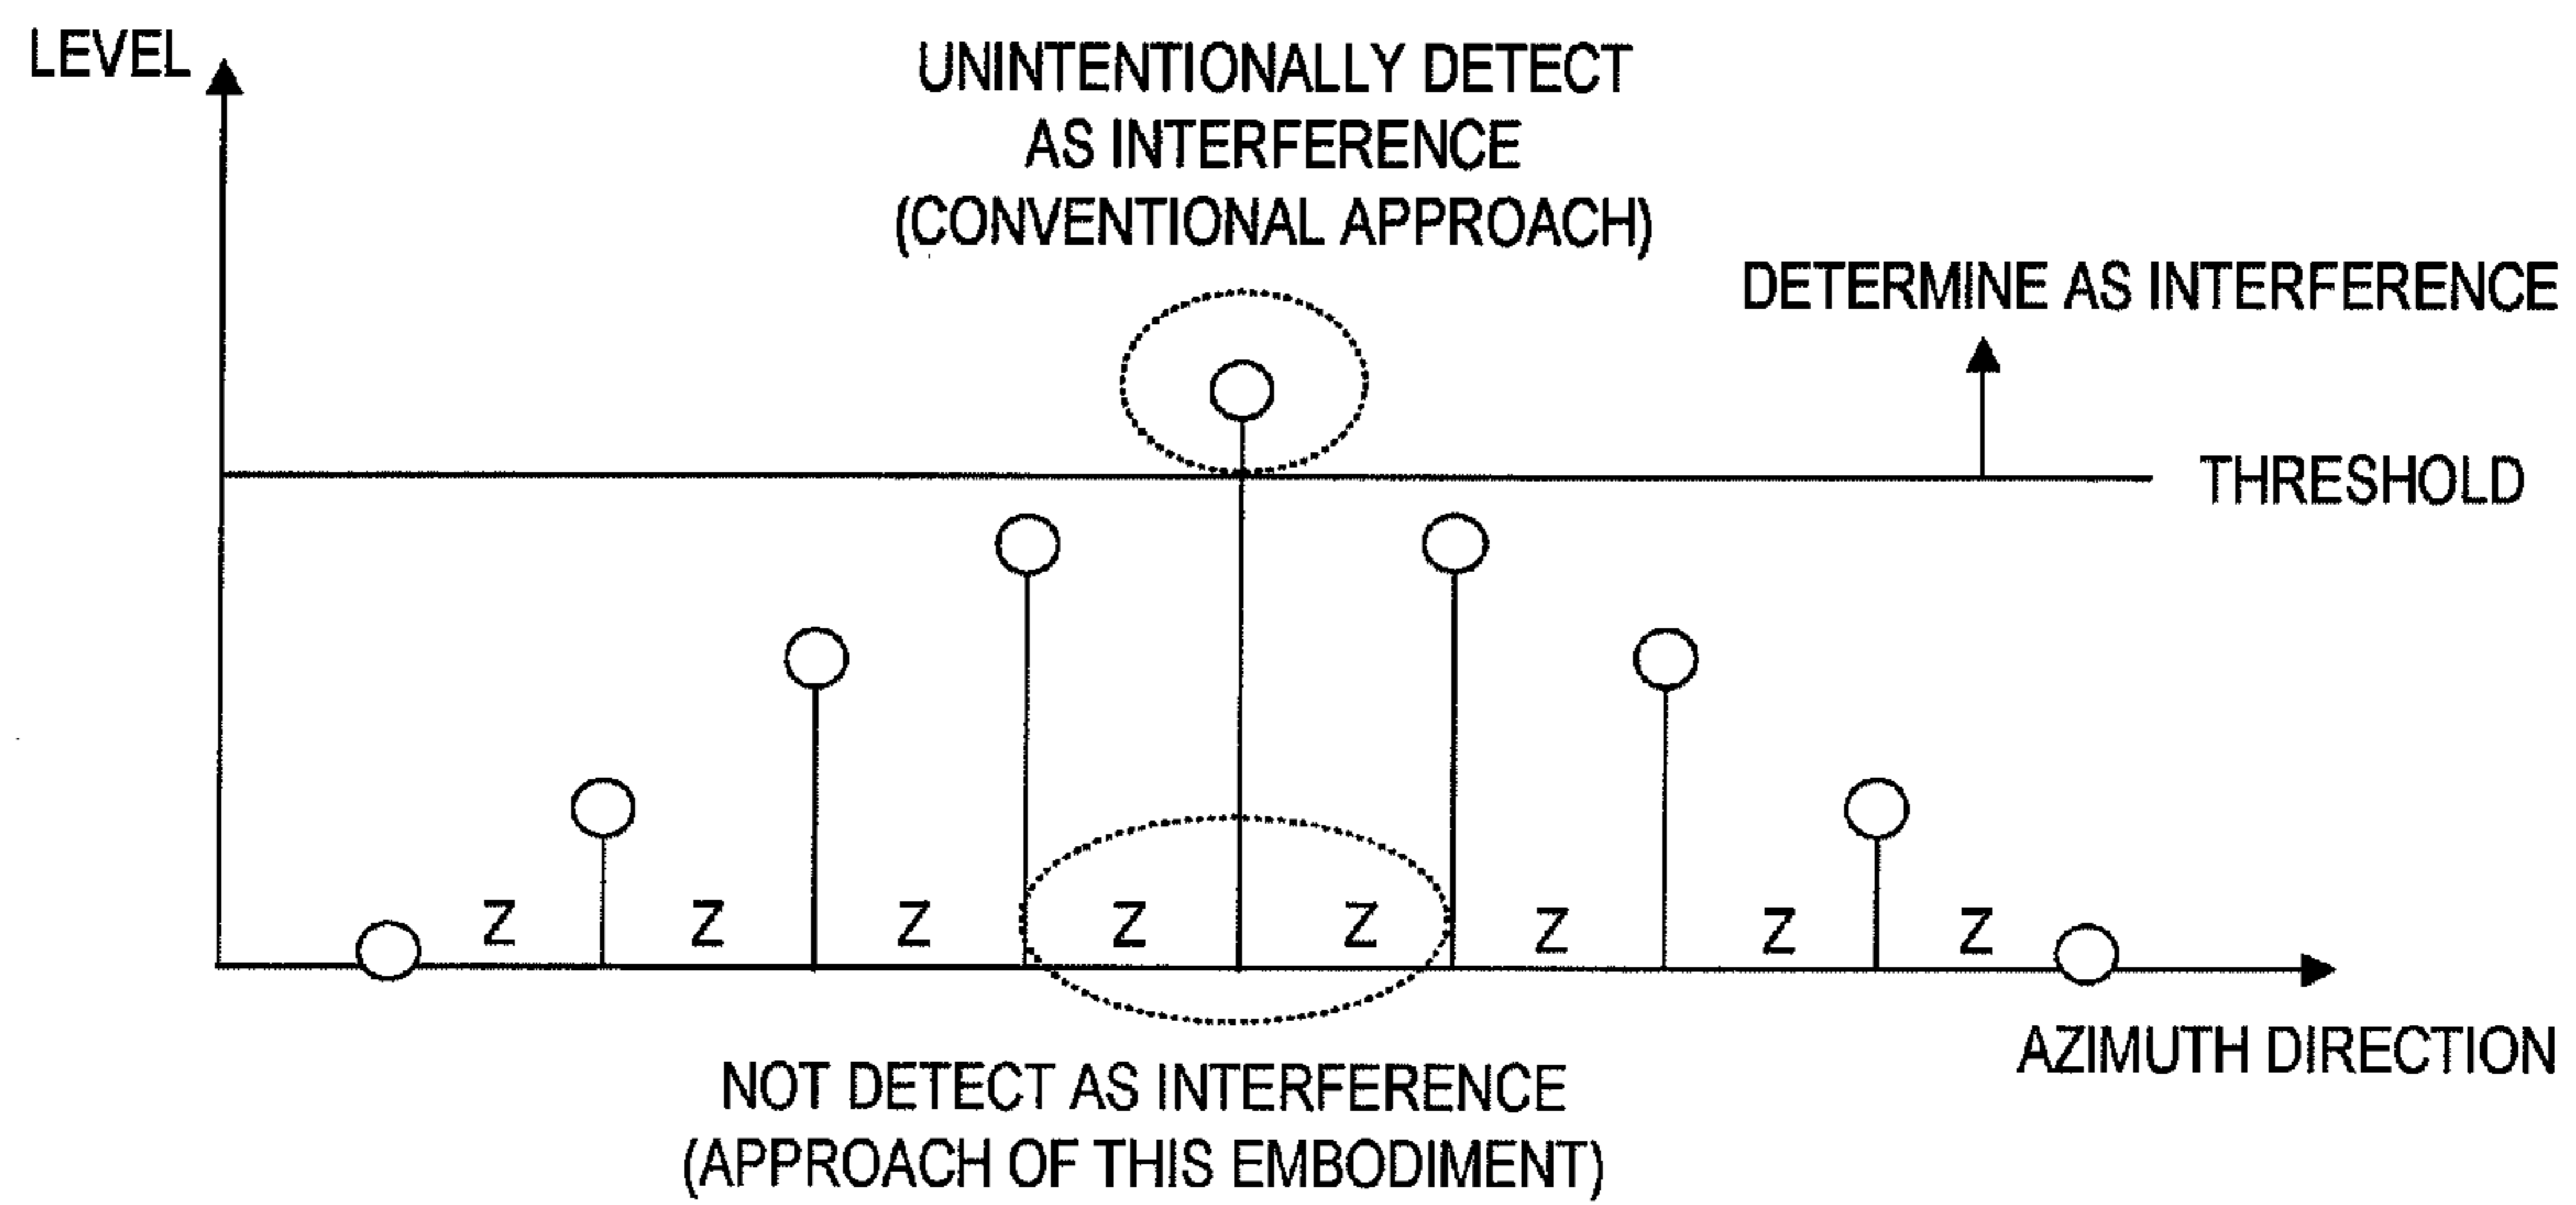 LEVEL
UNINTENTIONALLY DETECT
AS INTERFERENCE
(CONVENTIONAL APPROACH)
DETERMINE AS INTERFERENCE
THRESHOLD
Z Z Z Z Z Z Z Z
AZIMUTH DIRECTION
NOT DETECT AS INTERFERENCE
(APPROACH OF THIS EMBODIMENT)